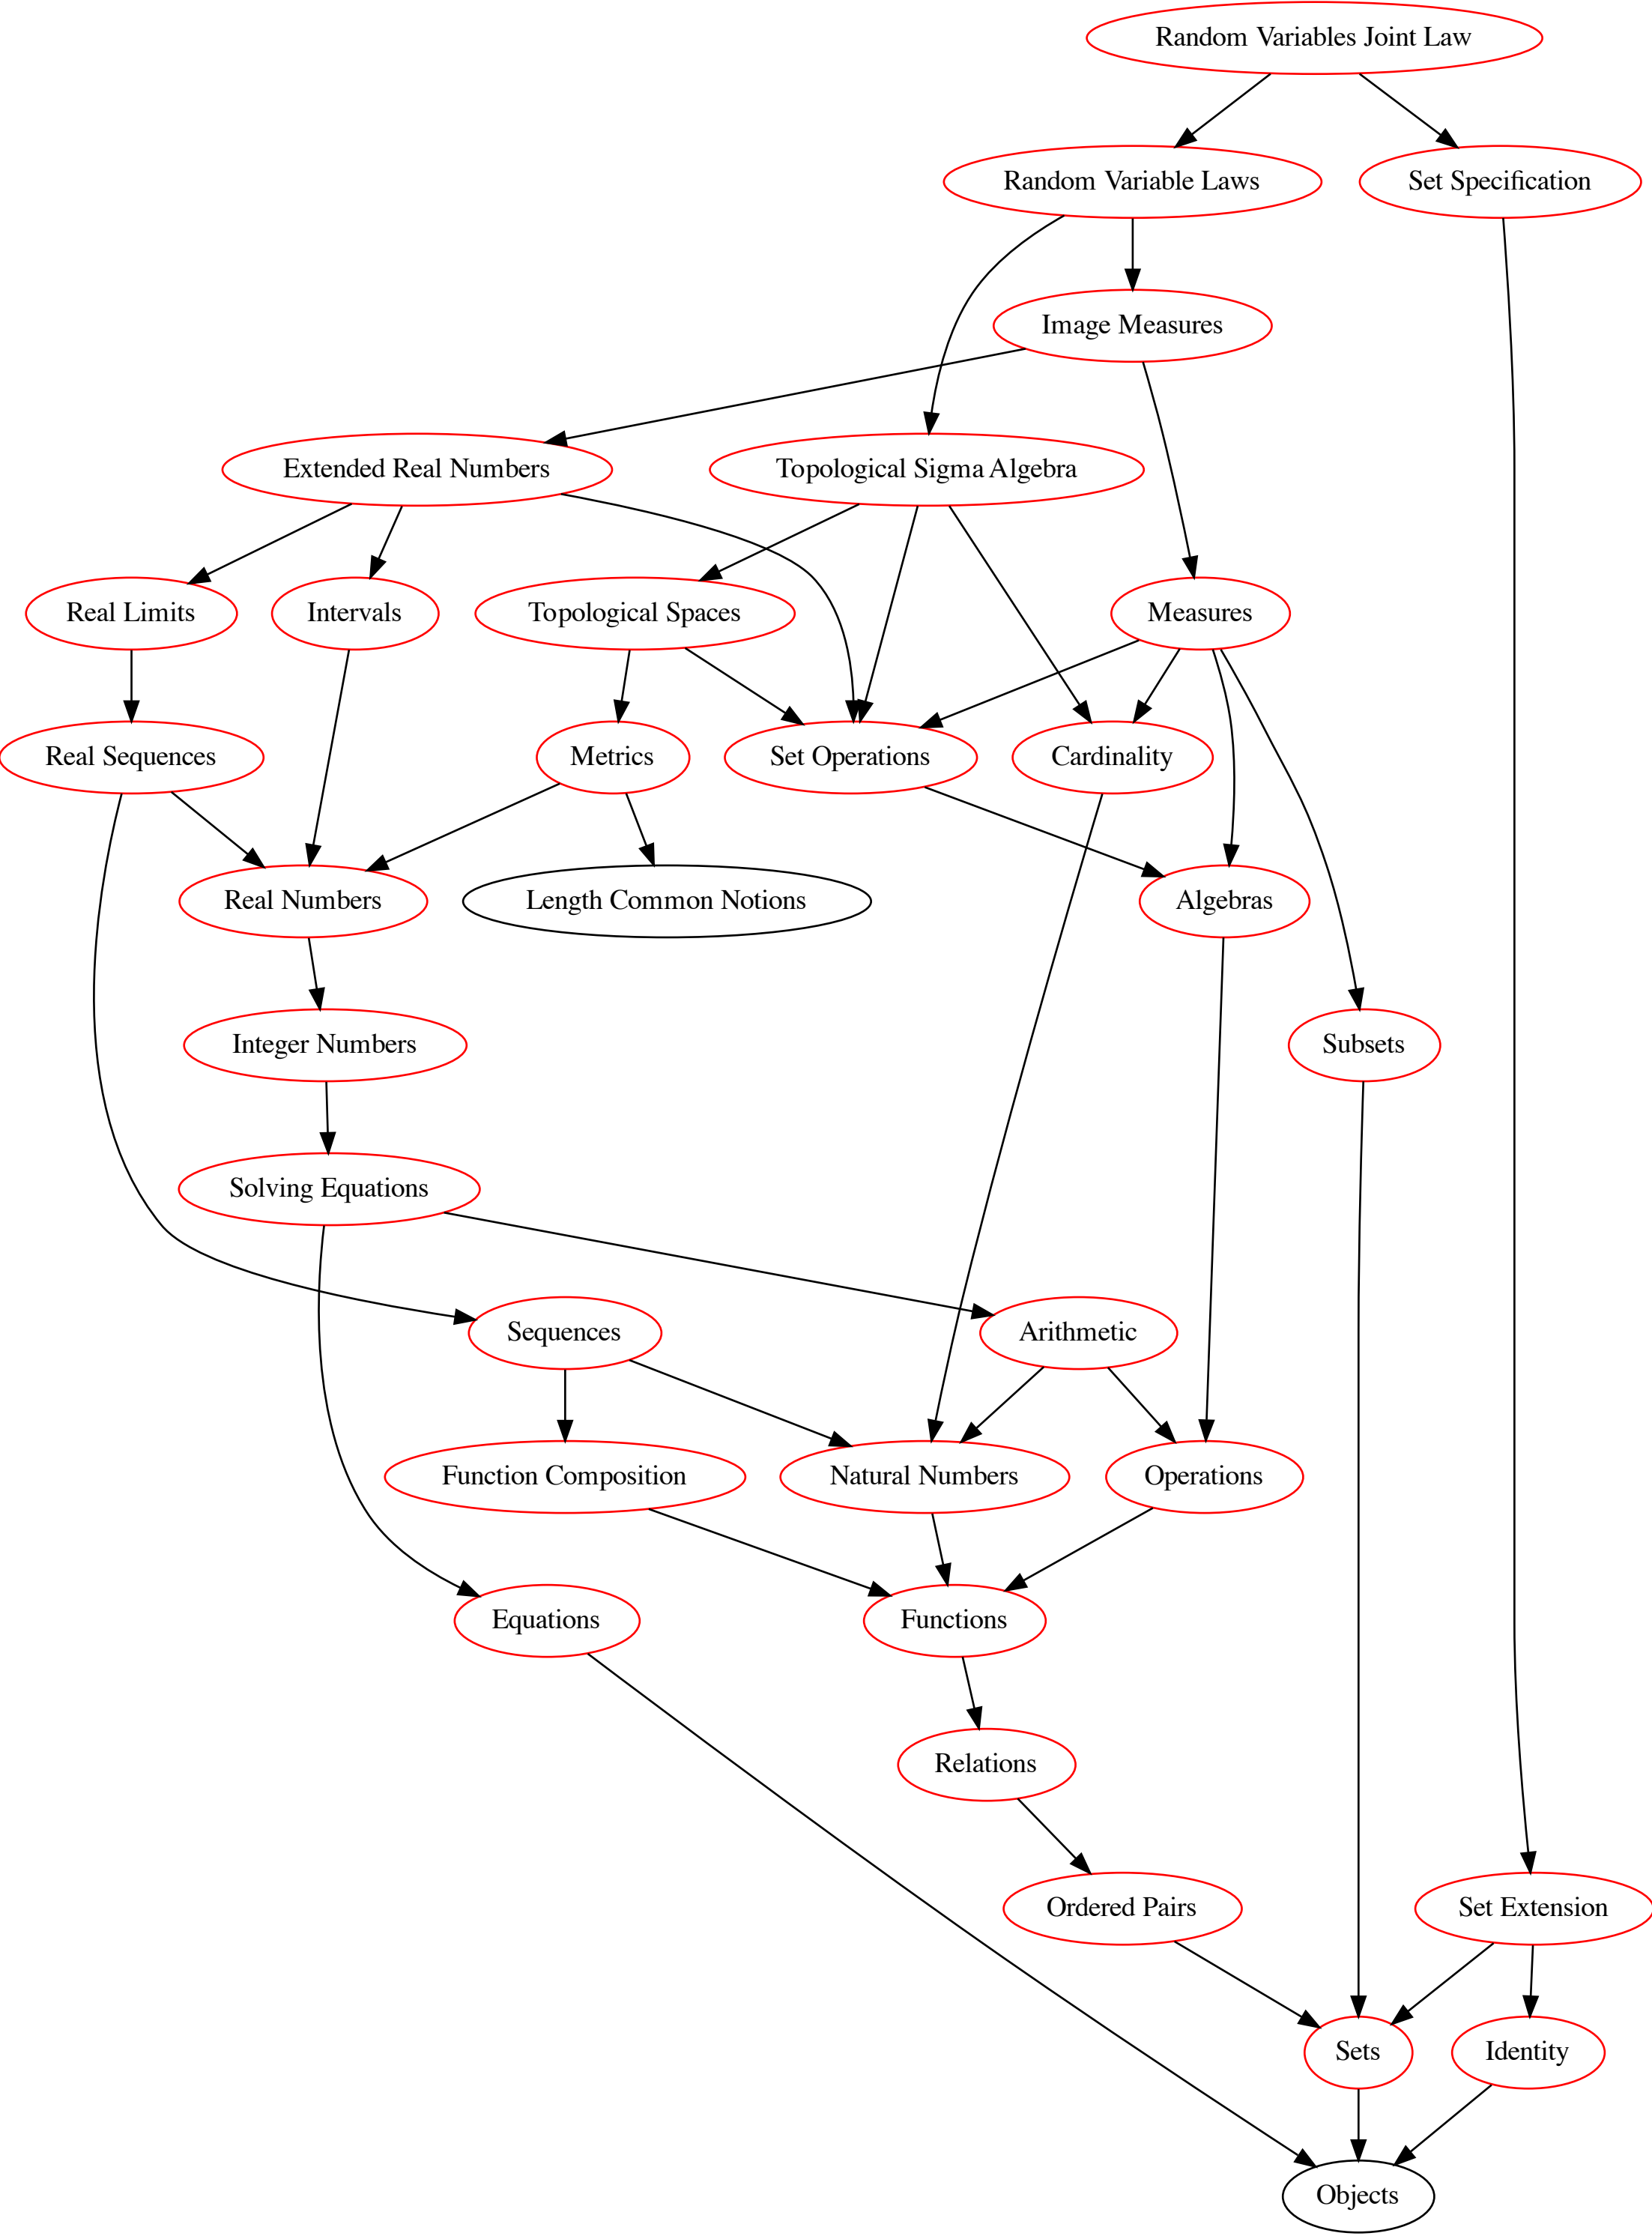 Random Variables Joint Law
Random Variable Laws
Set Specification
Image Measures
Extended Real Numbers
Topological Sigma Algebra
Real Limits
Intervals
Topological Spaces
Measures
Real Sequences
Metrics
Set Operations
Cardinality
Real Numbers
Length Common Notions
Algebras
Integer Numbers
Subsets
Solving Equations
Sequences
Arithmetic
Function Composition
Natural Numbers
Operations
Equations
Functions
Relations
Ordered Pairs
Set Extension
Sets
Identity
Objects